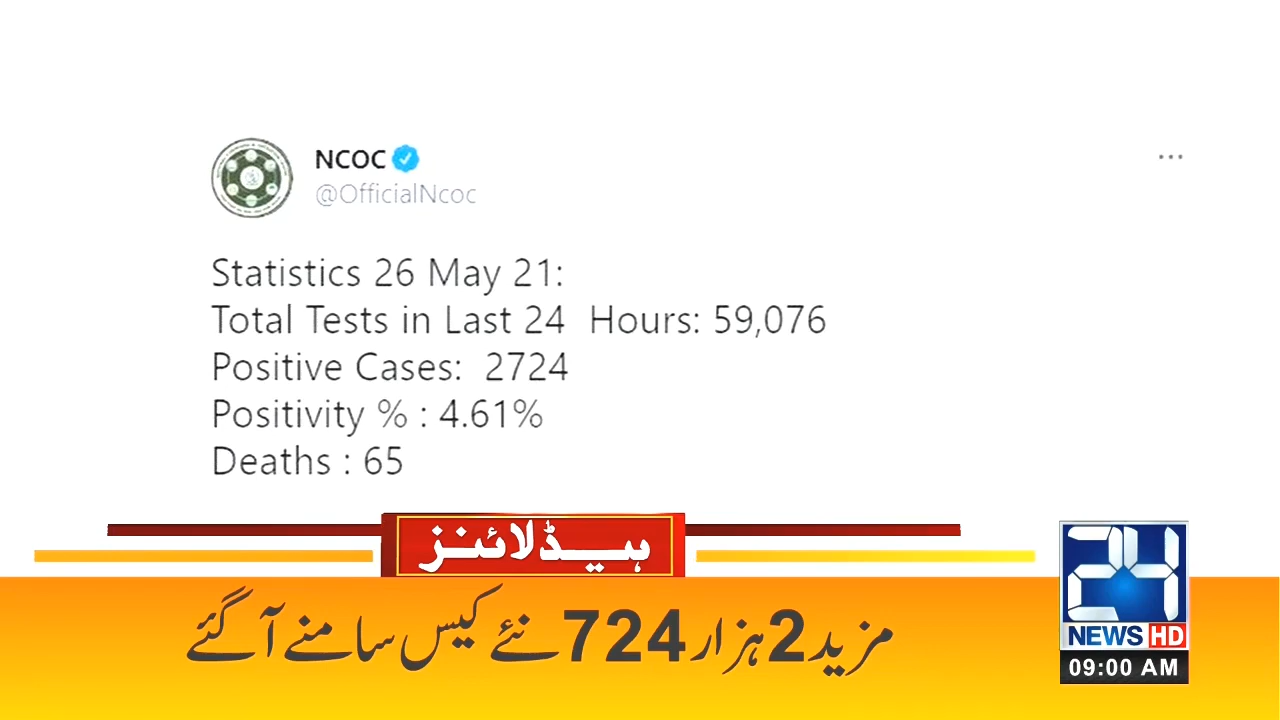 NCOC
@OfficialNcoc
Statistics 26 May 21:
Total Tests in Last 24 Hours: 59,076
Positive Cases: 2724
Positivity % : 4.61%
Deaths : 65
ہیڈلائنز
مزید 2 ہزار 724 نئے کیس سامنے آگئے
24
NEWS HD
09:00 AM